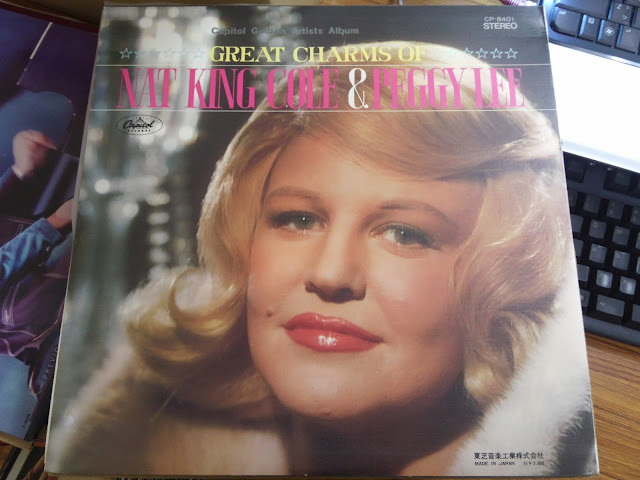 Capitol Golden Artists Album
CP-8401
STEREO
☆☆☆☆☆☆☆ GREAT CHARMS OF ☆☆☆☆☆☆☆
NAT KING COLE & PEGGY LEE
Capitol
RECORDS
東芝音楽工業株式会社
MADE IN JAPAN